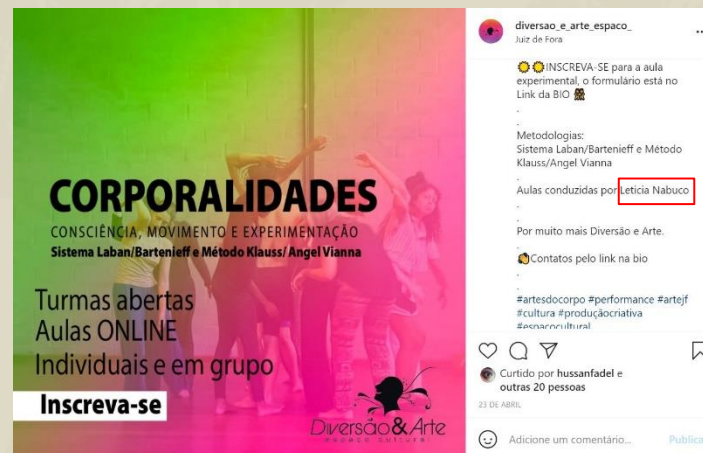 CORPORALIDADES
CONSCIÊNCIA, MOVIMENTO E EXPERIMENTAÇÃO
Sistema Laban/Bartenieff e Método Klauss/ Angel Vianna
Turmas abertas
Aulas ONLINE
Individuais e em grupo
Inscreva-se
Diversão & Arte
espaço cultural
diversao_e_arte_espaco_
Juiz de Fora
INSCREVA-SE para a aula
experimental, o formulário está no
Link da BIO
.
.
Metodologias:
Sistema Laban/Bartenieff e Método
Klauss/Angel Vianna
.
Aulas conduzidas por Leticia Nabuco
.
.
Por muito mais Diversão e Arte.
.
Contatos pelo link na bio
.
.
#artesdocorpo #performance #artejf
#cultura #produçãocriativa
#espaçocultural
Curtido por hussanfadel e
outras 20 pessoas
23 DE ABRIL
Adicione um comentário... Publica